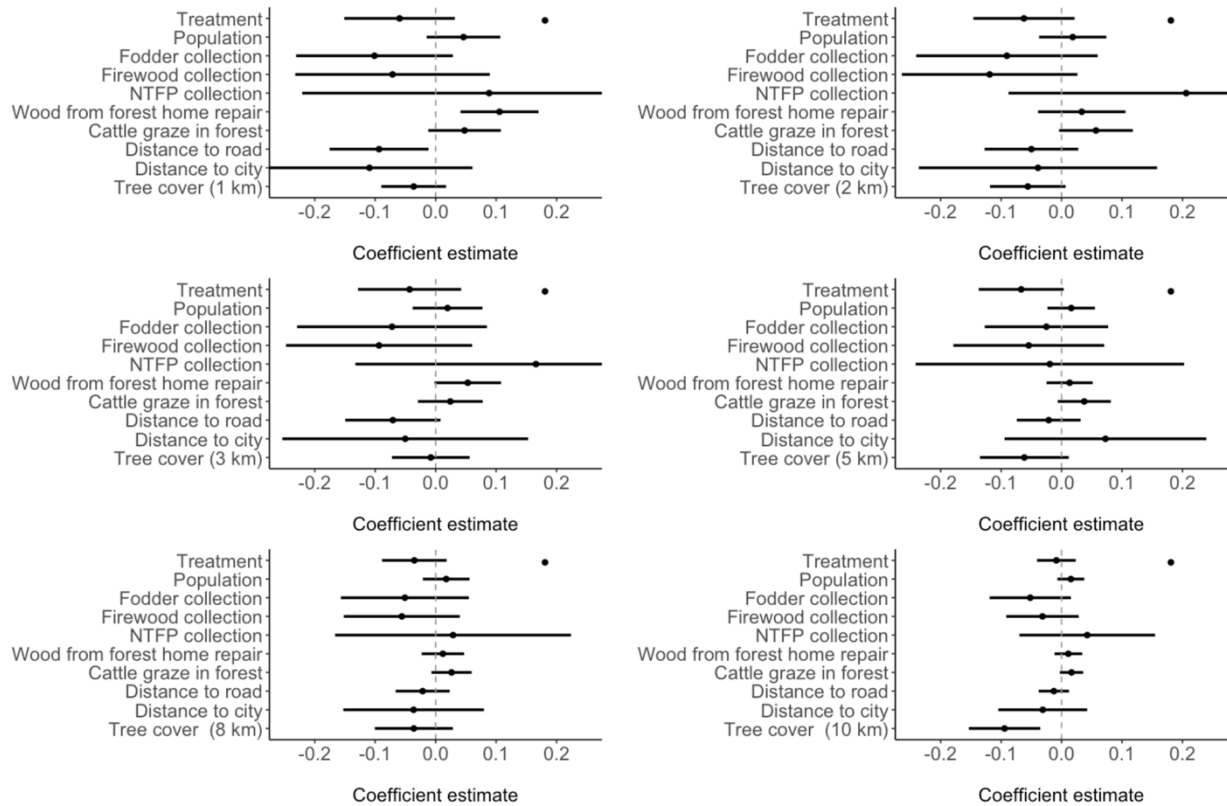 Treatment
Population
Fodder collection
Firewood collection
NTFP collection
Wood from forest home repair
Cattle graze in forest
Distance to road
Distance to city
Tree cover (1 km)
-0.2 -0.1 0.0 0.1 0.2
Coefficient estimate
Treatment
Population
Fodder collection
Firewood collection
NTFP collection
Wood from forest home repair
Cattle graze in forest
Distance to road
Distance to city
Tree cover (2 km)
-0.2 -0.1 0.0 0.1 0.2
Coefficient estimate
Treatment
Population
Fodder collection
Firewood collection
NTFP collection
Wood from forest home repair
Cattle graze in forest
Distance to road
Distance to city
Tree cover (3 km)
-0.2 -0.1 0.0 0.1 0.2
Coefficient estimate
Treatment
Population
Fodder collection
Firewood collection
NTFP collection
Wood from forest home repair
Cattle graze in forest
Distance to road
Distance to city
Tree cover (5 km)
-0.2 -0.1 0.0 0.1 0.2
Coefficient estimate
Treatment
Population
Fodder collection
Firewood collection
NTFP collection
Wood from forest home repair
Cattle graze in forest
Distance to road
Distance to city
Tree cover (8 km)
-0.2 -0.1 0.0 0.1 0.2
Coefficient estimate
Treatment
Population
Fodder collection
Firewood collection
NTFP collection
Wood from forest home repair
Cattle graze in forest
Distance to road
Distance to city
Tree cover (10 km)
-0.2 -0.1 0.0 0.1 0.2
Coefficient estimate